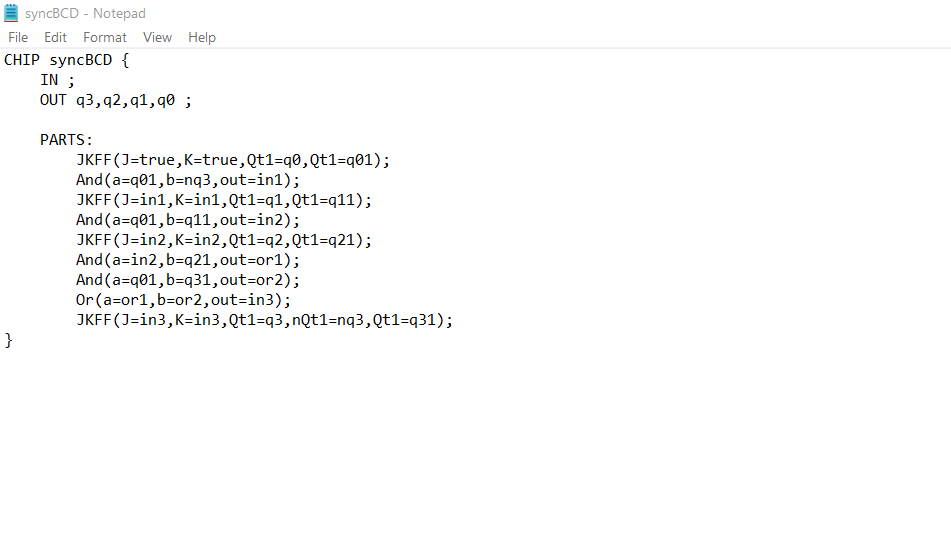 syncBCD - Notepad
File Edit Format View Help
CHIP syncBCD {
    IN ;
    OUT q3,q2,q1,q0 ;

    PARTS:
        JKFF(J=true,K=true,Qt1=q0,Qt1=q01);
        And(a=q01,b=nq3,out=in1);
        JKFF(J=in1,K=in1,Qt1=q1,Qt1=q11);
        And(a=q01,b=q11,out=in2);
        JKFF(J=in2,K=in2,Qt1=q2,Qt1=q21);
        And(a=in2,b=q21,out=or1);
        And(a=q01,b=q31,out=or2);
        Or(a=or1,b=or2,out=in3);
        JKFF(J=in3,K=in3,Qt1=q3,nQt1=nq3,Qt1=q31);
}